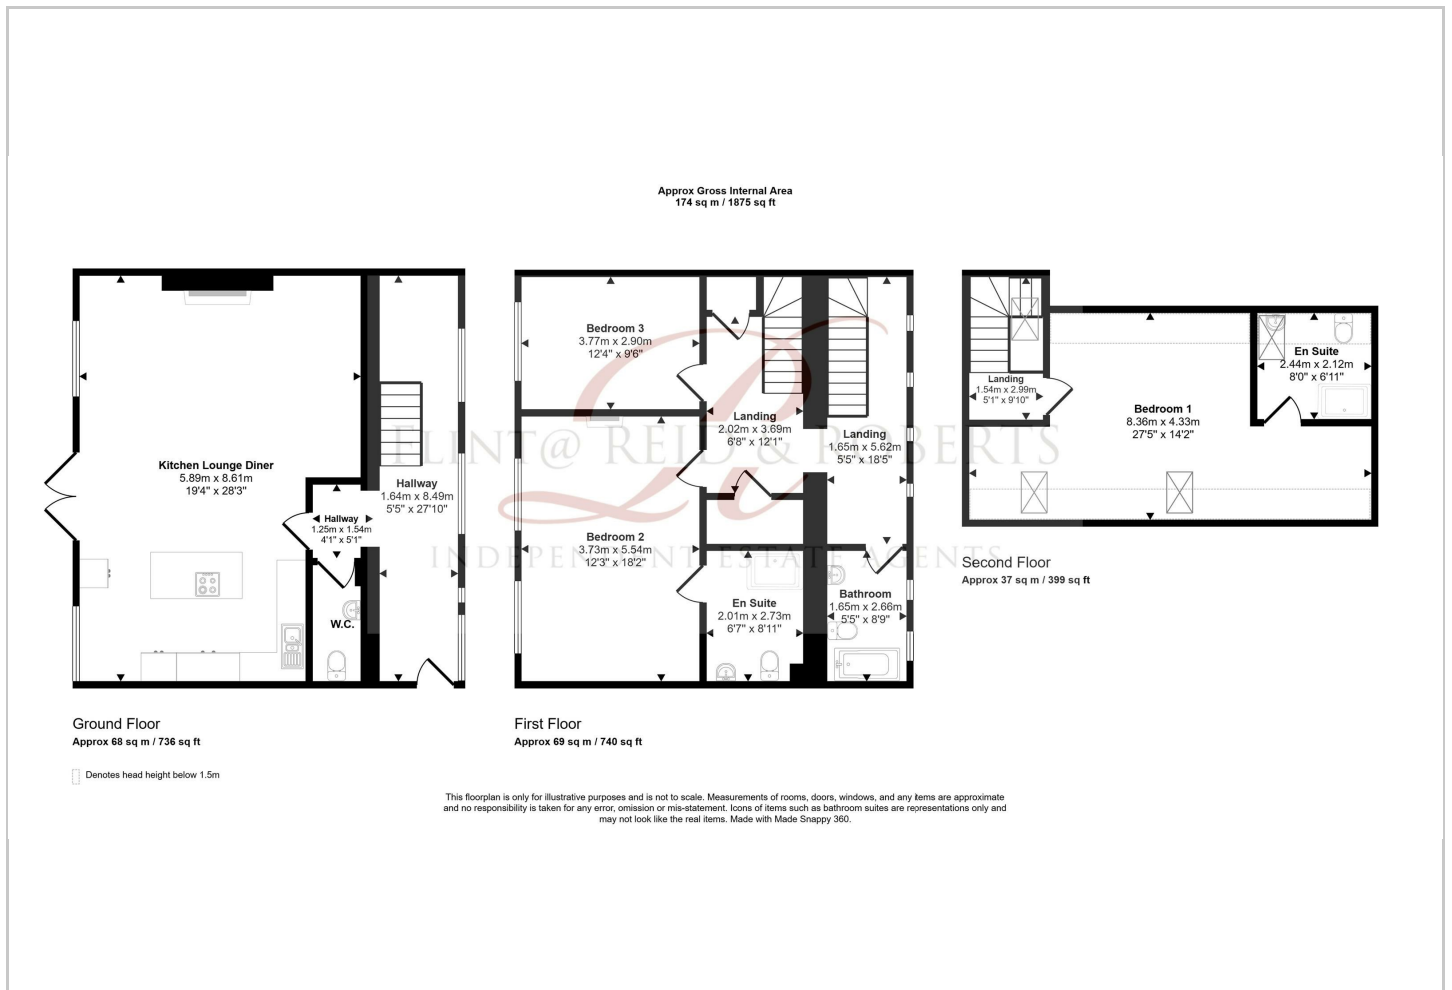 Approx Gross Internal Area
174 sq m / 1875 sq ft
Kitchen Lounge Diner
5.89m x 8.61m
19'4" x 28'3"
Hallway
1.64m x 8.49m
5'5" x 27'10"
Hallway
1.25m x 1.54m
4'1" x 5'1"
W.C.
Ground Floor
Approx 68 sq m / 736 sq ft
Denotes head height below 1.5m
Bedroom 3
3.77m x 2.90m
12'4" x 9'6"
Landing
2.02m x 3.69m
6'8" x 12'1"
Landing
1.65m x 5.62m
5'5" x 18'5"
Bedroom 2
3.73m x 5.54m
12'3" x 18'2"
En Suite
2.01m x 2.73m
6'7" x 8'11"
Bathroom
1.65m x 2.66m
5'5" x 8'9"
First Floor
Approx 69 sq m / 740 sq ft
Landing
1.54m x 2.99m
5'1" x 9'10"
Bedroom 1
8.36m x 4.33m
27'5" x 14'2"
En Suite
2.44m x 2.12m
8'0" x 6'11"
Second Floor
Approx 37 sq m / 399 sq ft
FLINT@ REID & ROBERTS
INDEPENDENT ESTATE AGENTS
This floorplan is only for illustrative purposes and is not to scale. Measurements of rooms, doors, windows, and any items are approximate
and no responsibility is taken for any error, omission or mis-statement. Icons of items such as bathroom suites are representations only and
may not look like the real items. Made with Made Snappy 360.